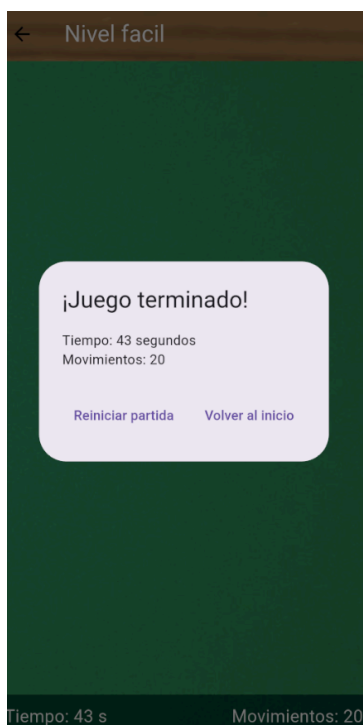 Nivel facil
¡Juego terminado!
Tiempo: 43 segundos
Movimientos: 20
Reiniciar partida Volver al inicio
Tiempo: 43 s Movimientos: 20